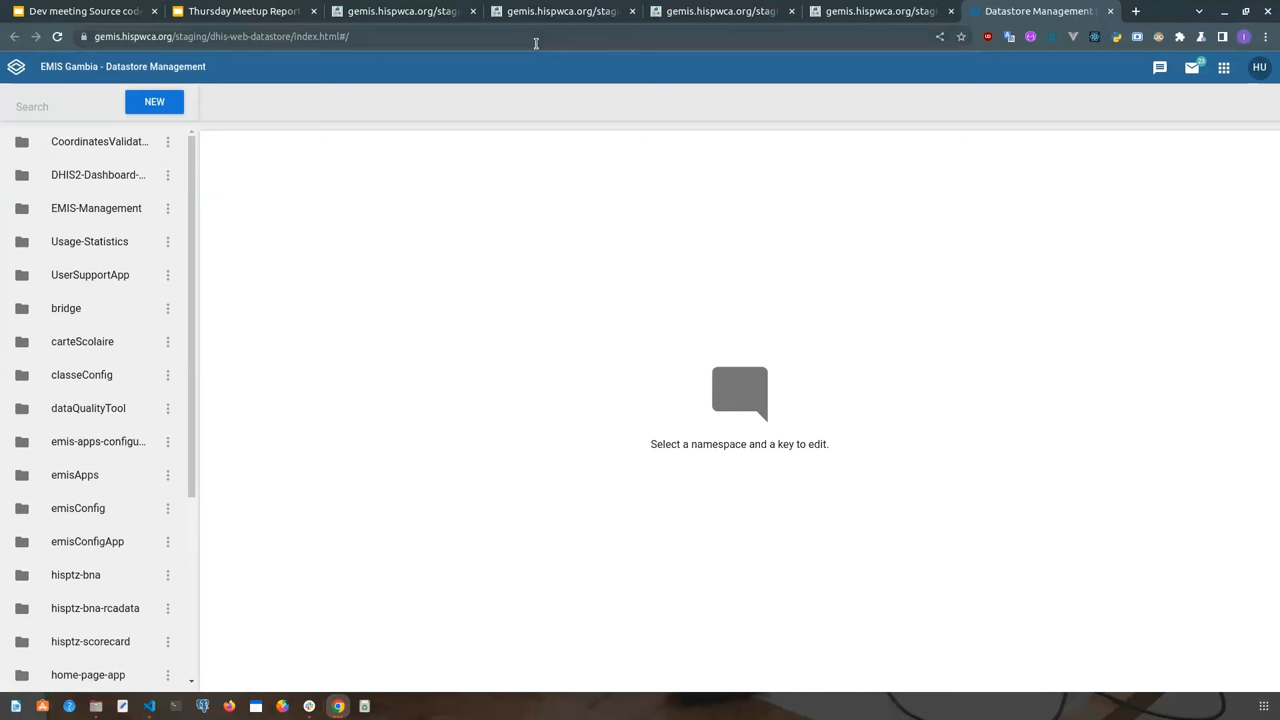 Dev meeting Source cod
Thursday Meetup Report
gemis.hispwca.org/stag
gemis.hispwca.org/stag
gemis.hispwca.org/stag
gemis.hispwca.org/stag
Datastore Management |
gemis.hispwca.org/staging/dhis-web-datastore/index.html#/
EMIS Gambia - Datastore Management
23
HU
Search
NEW
CoordinatesValidat...
DHIS2-Dashboard-...
EMIS-Management
Usage-Statistics
UserSupportApp
bridge
carteScolaire
classeConfig
dataQualityTool
emis-apps-configu...
emisApps
emisConfig
emisConfigApp
hisptz-bna
hisptz-bna-rcadata
hisptz-scorecard
home-page-app
Select a namespace and a key to edit.